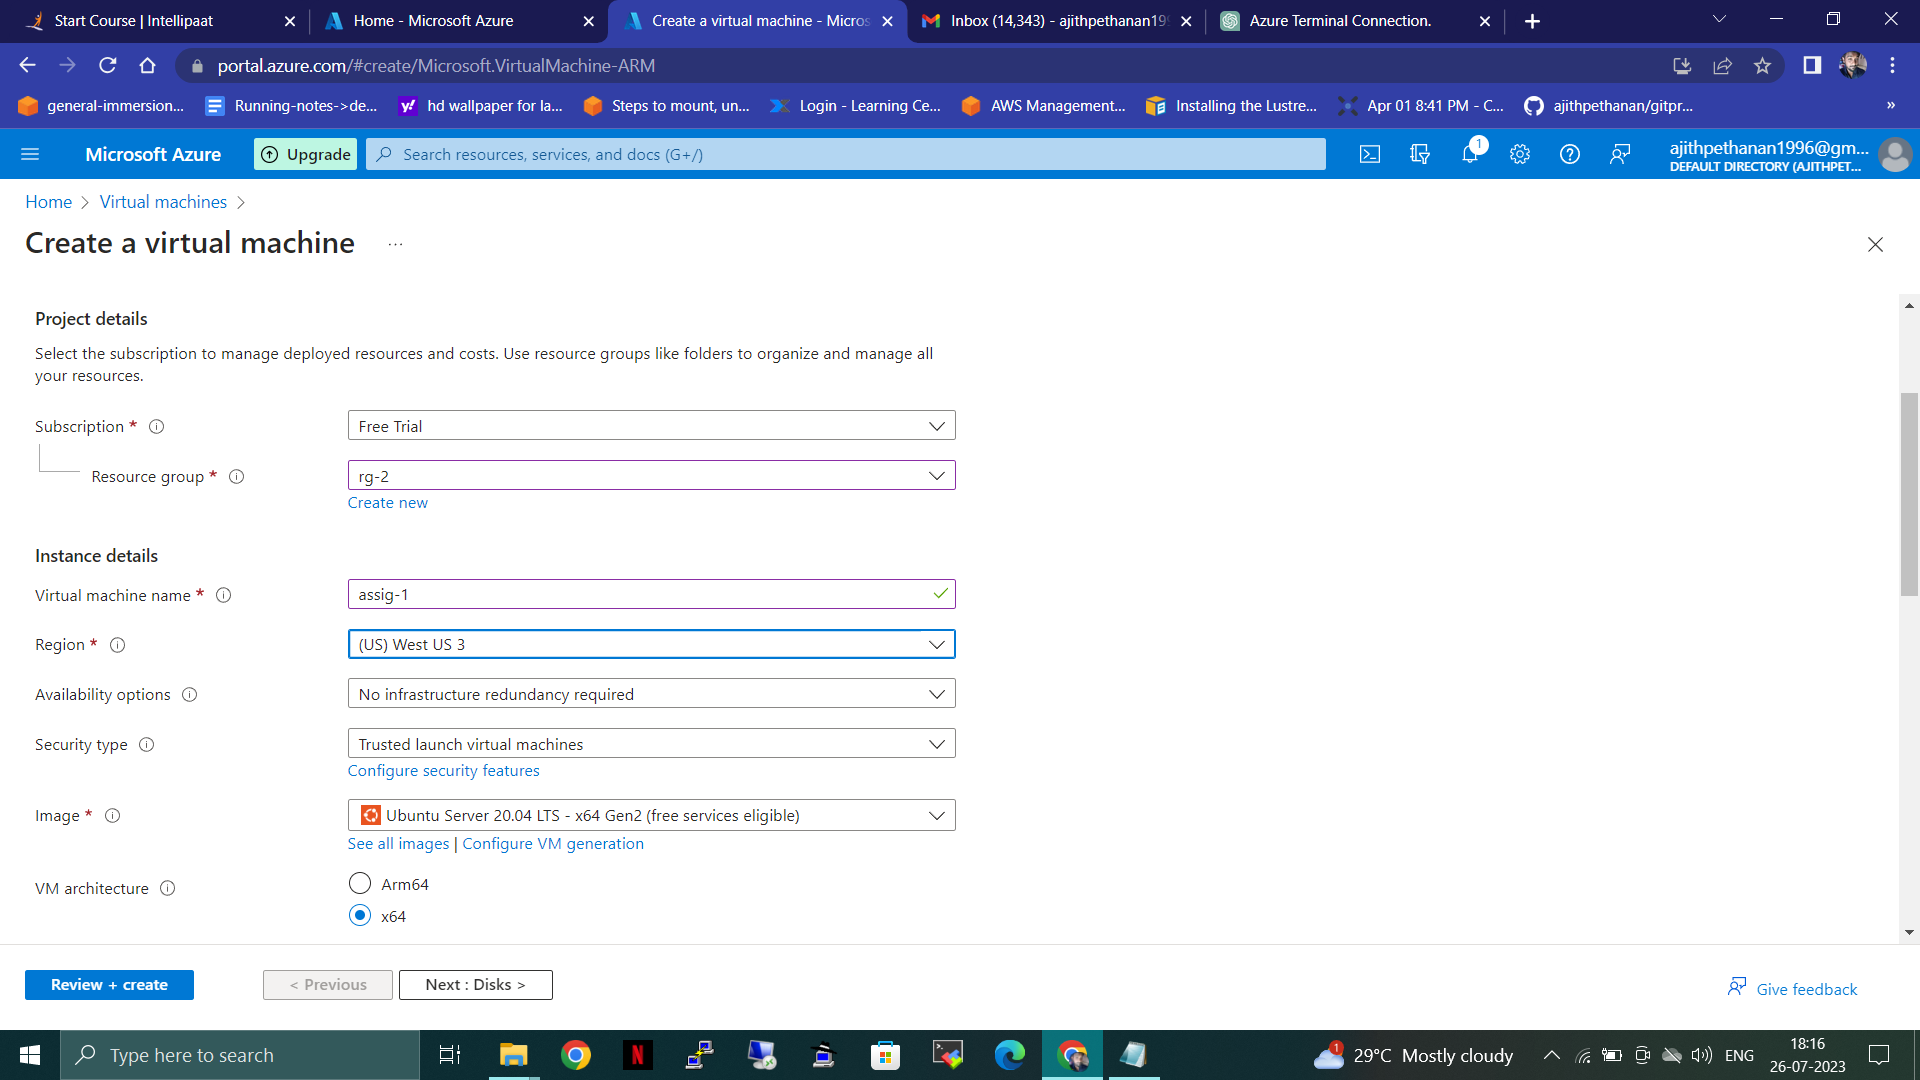 Start Course | Intellipaat
Home - Microsoft Azure
Create a virtual machine - Micros
Inbox (14,343) - ajithpethanan199
Azure Terminal Connection.
portal.azure.com/#create/Microsoft.VirtualMachine-ARM
general-immersion...
Running-notes->de...
hd wallpaper for la...
Steps to mount, un...
Login - Learning Ce...
AWS Management...
Installing the Lustre...
Apr 01 8:41 PM - C...
ajithpethanan/gitpr...
»
Microsoft Azure
Upgrade
Search resources, services, and docs (G+/)
1
ajithpethanan1996@gm...
DEFAULT DIRECTORY (AJITHPET...
Home > Virtual machines >
Create a virtual machine ...
Project details
Select the subscription to manage deployed resources and costs. Use resource groups like folders to organize and manage all
your resources.
Subscription *
Free Trial
Resource group *
rg-2
Create new
Instance details
Virtual machine name *
assig-1
Region *
(US) West US 3
Availability options
No infrastructure redundancy required
Security type
Trusted launch virtual machines
Configure security features
Image *
Ubuntu Server 20.04 LTS - x64 Gen2 (free services eligible)
See all images | Configure VM generation
VM architecture
Arm64
x64
Review + create
< Previous
Next : Disks >
Give feedback
Type here to search
N
1
29°C Mostly cloudy
ENG
18:16
26-07-2023